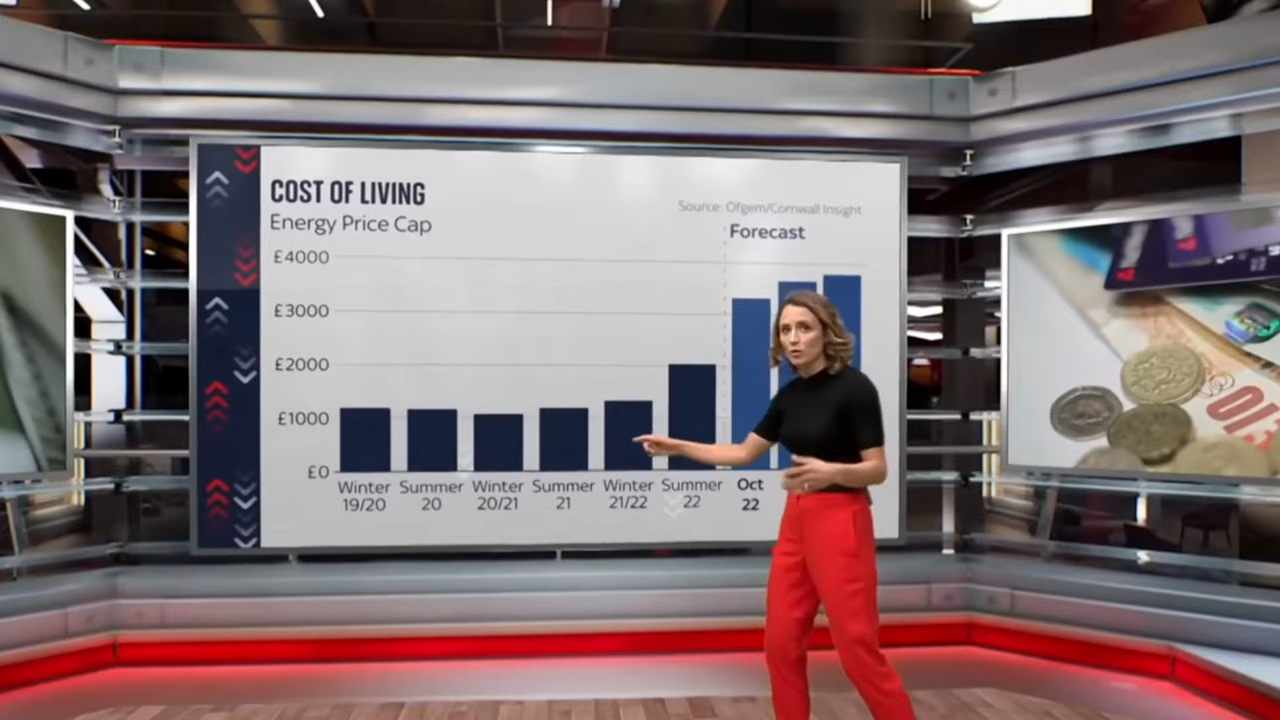 COST OF LIVING
Energy Price Cap
Source: Ofgem/Cornwall Insight
Forecast
£4000
£3000
£2000
£1000
£0
Winter 19/20
Summer 20
Winter 20/21
Summer 21
Winter 21/22
Summer 22
Oct 22